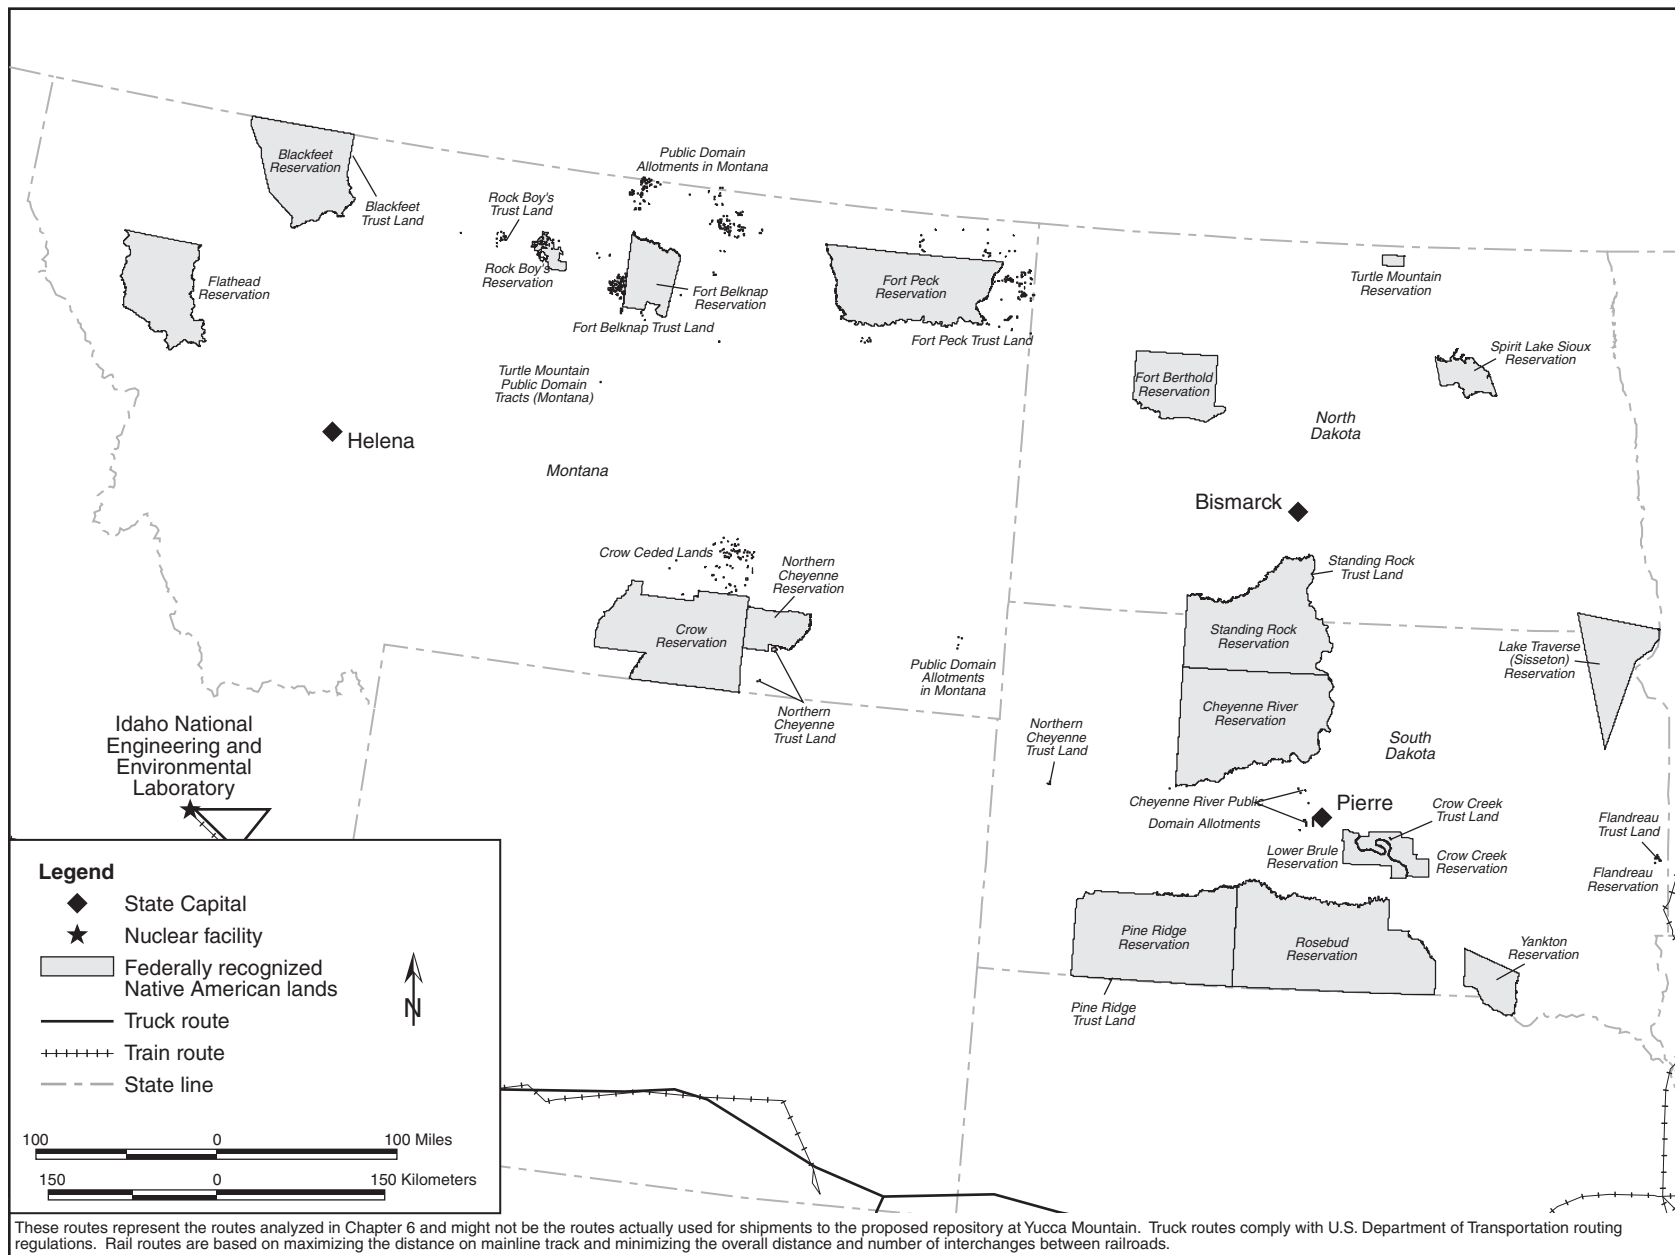 Public Domain
Allotments in Montana
Blackfeet
Reservation
Blackfeet
Trust Land
Rock Boy's
Trust Land
Rock Boy's
Reservation
Flathead
Reservation
Fort Belknap
Reservation
Fort Belknap Trust Land
Fort Peck
Reservation
Fort Peck Trust Land
Turtle Mountain
Reservation
Spirit Lake Sioux
Reservation
Fort Berthold
Reservation
Turtle Mountain
Public Domain
Tracts (Montana)
North
Dakota
Helena
Montana
Bismarck
Crow Ceded Lands
Northern
Cheyenne
Reservation
Standing Rock
Trust Land
Crow
Reservation
Standing Rock
Reservation
Lake Traverse
(Sisseton)
Reservation
Public Domain
Allotments
in Montana
Northern
Cheyenne
Trust Land
Cheyenne River
Reservation
Northern
Cheyenne
Trust Land
South
Dakota
Idaho National
Engineering and
Environmental
Laboratory
Cheyenne River Public
Domain Allotments
Pierre
Crow Creek
Trust Land
Flandreau
Trust Land
Lower Brule
Reservation
Crow Creek
Reservation
Flandreau
Reservation
Pine Ridge
Reservation
Rosebud
Reservation
Yankton
Reservation
Pine Ridge
Trust Land
Legend
State Capital
Nuclear facility
Federally recognized
Native American lands
N
Truck route
Train route
State line
100 0 100 Miles
150 0 150 Kilometers
These routes represent the routes analyzed in Chapter 6 and might not be the routes actually used for shipments to the proposed repository at Yucca Mountain. Truck routes comply with U.S. Department of Transportation routing
regulations. Rail routes are based on maximizing the distance on mainline track and minimizing the overall distance and number of interchanges between railroads.